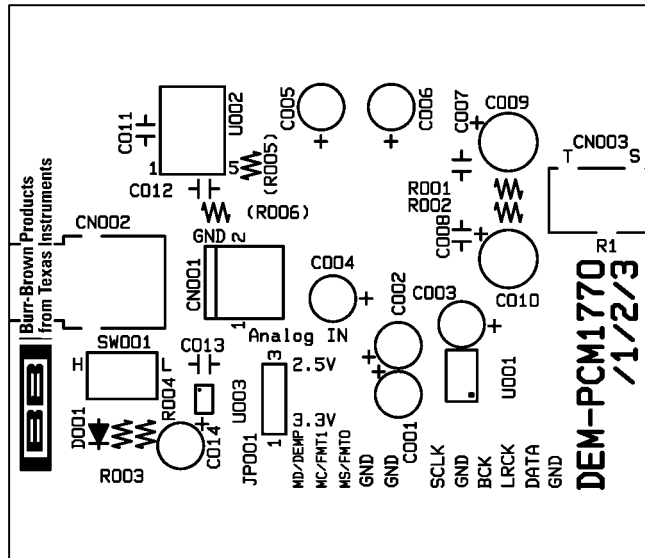 C005
C006
C007
C009
U002
C011
1
5
(R005)
C012
(R006)
T
CN003
S
R001
R002
C008
R1
C010
CN002
GND
2
CN001
1
C004
C002
C003
Analog IN
Burr-Brown Products
from Texas Instruments
BB
SW001
H
L
C013
R004
U003
D001
R003
C014
3
2.5V
3.3V
1
JP001
C001
U001
MD/DEMP
MC/FMT1
MS/FMT0
GND
GND
SCLK
GND
BCK
LRCK
DATA
GND
DEM-PCM1770
/1/2/3